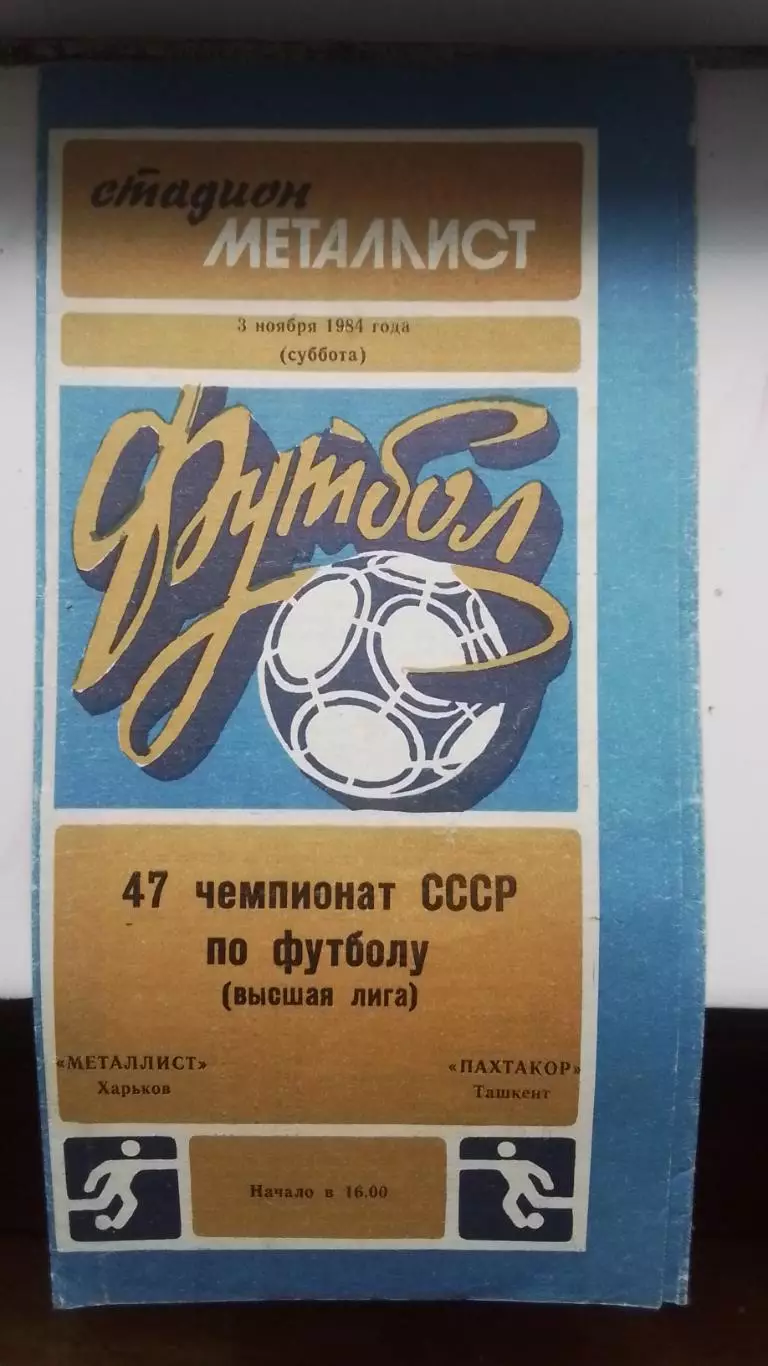 стадион
МЕТАЛЛИСТ
3 ноября 1984 года
(суббота)
Футбол
47 чемпионат СССР
по футболу
(высшая лига)
«МЕТАЛЛИСТ»
Харьков
«ПАХТАКОР»
Ташкент
Начало в 16.00